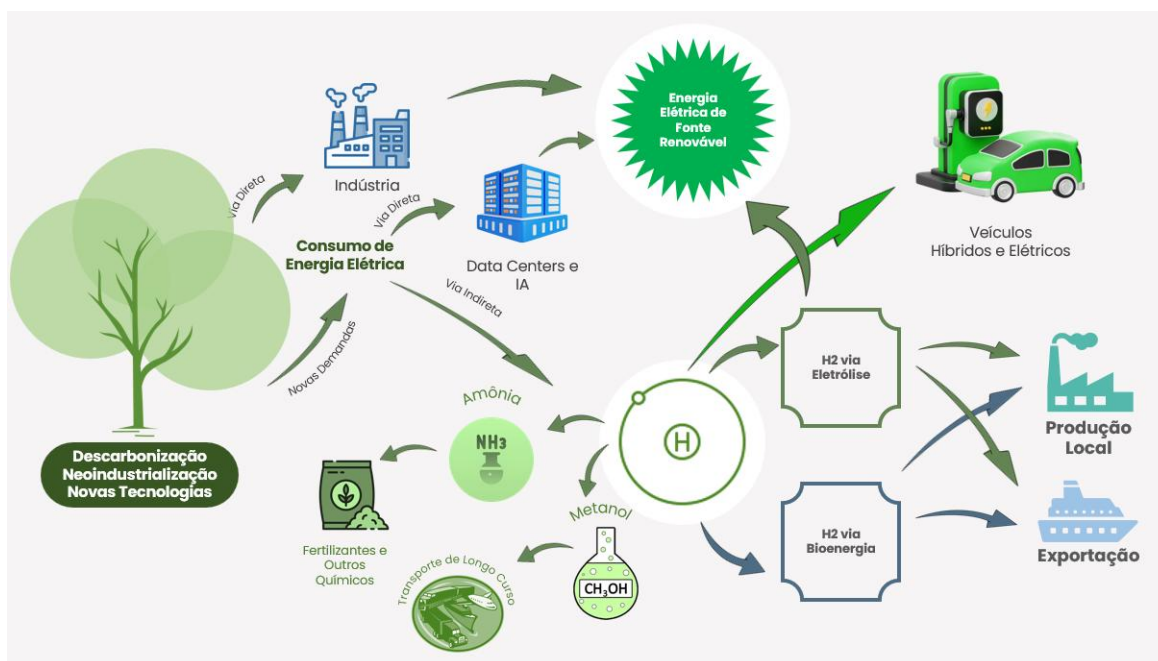 Descarbonização
Neoindustrialização
Novas Tecnologias
Via Direta
Indústria
Novas Demandas
Consumo de
Energia Elétrica
Via Direta
Data Centers e
IA
Via Indireta
Energia
Elétrica de
Fonte
Renovável
Veículos
Híbridos e Elétricos
H
Amônia
NH3
Fertilizantes e
Outros
Químicos
Metanol
CH₃OH
Transporte de Longo Curso
H2 via
Eletrólise
H2 via
Bioenergia
Produção
Local
Exportação